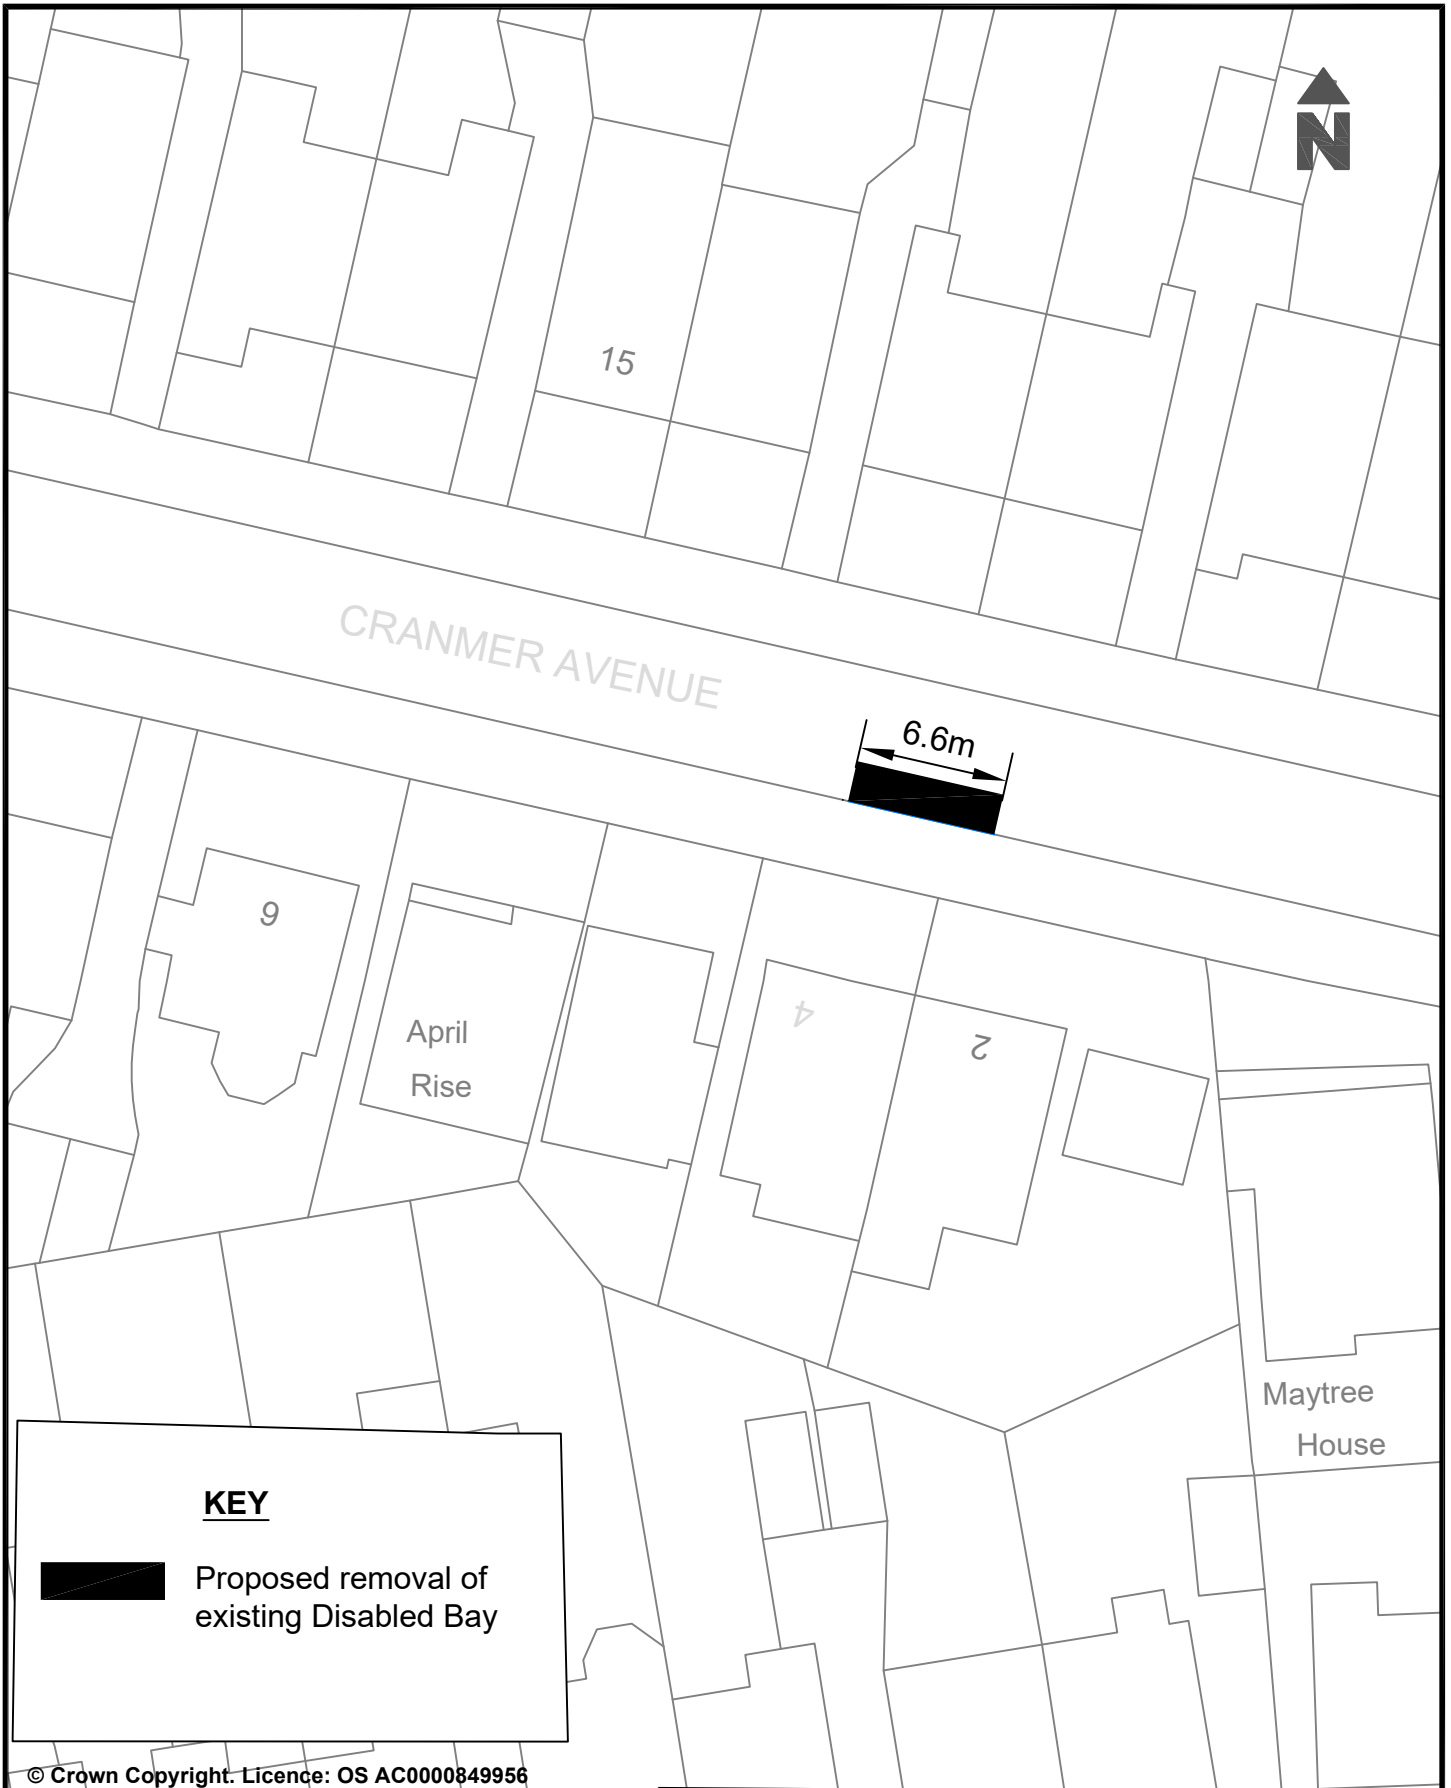 N
15
CRANMER AVENUE
6.6m
9
April
Rise
4
2
Maytree
House
KEY
Proposed removal of
existing Disabled Bay
© Crown Copyright. Licence: OS AC0000849956